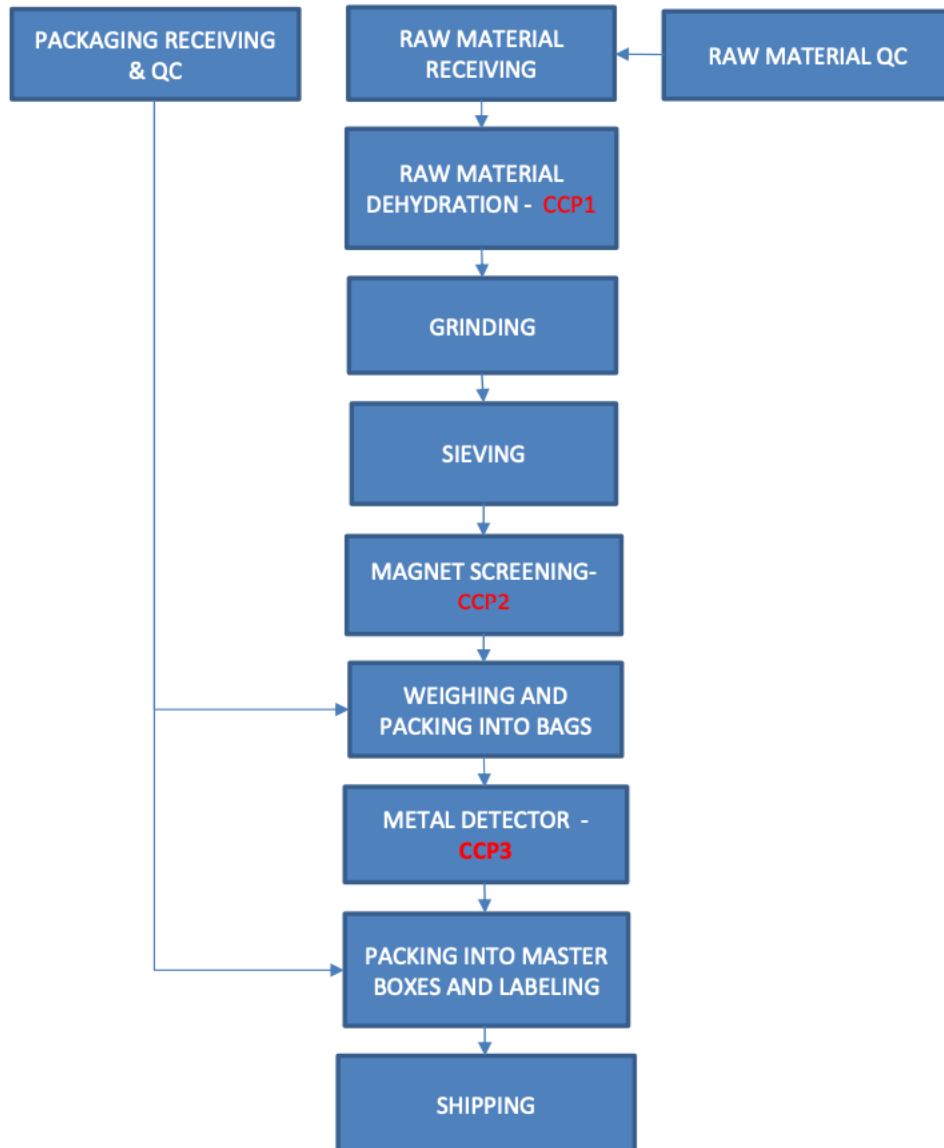 PACKAGING RECEIVING
& QC
RAW MATERIAL
RECEIVING
RAW MATERIAL QC
RAW MATERIAL
DEHYDRATION - CCP1
GRINDING
SIEVING
MAGNET SCREENING-
CCP2
WEIGHING AND
PACKING INTO BAGS
METAL DETECTOR -
CCP3
PACKING INTO MASTER
BOXES AND LABELING
SHIPPING